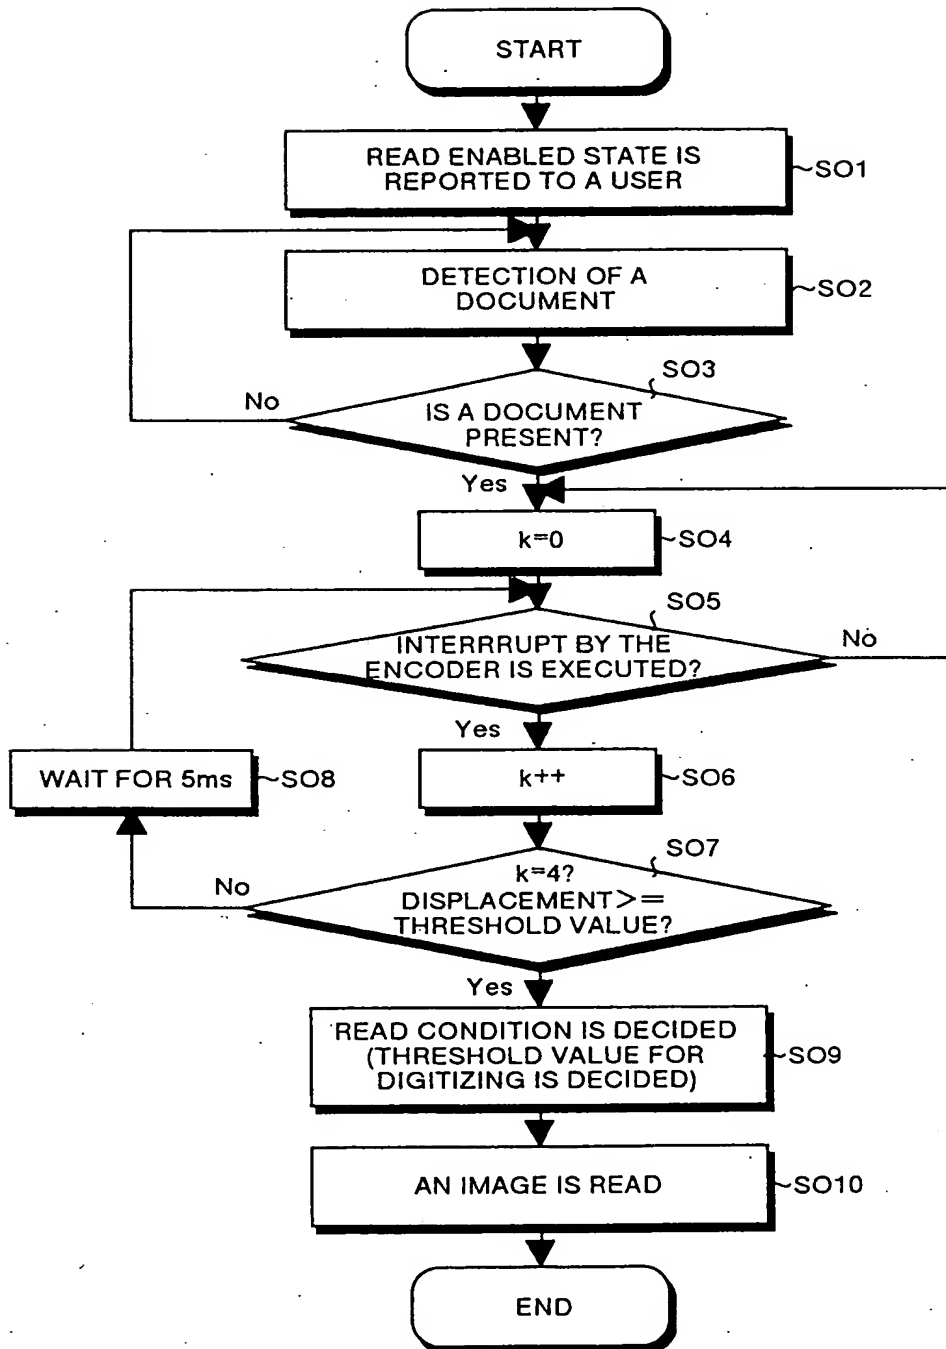 START
READ ENABLED STATE IS
REPORTED TO A USER
SO1
DETECTION OF A
DOCUMENT
SO2
SO3
No
IS A DOCUMENT
PRESENT?
Yes
k=0
SO4
SO5
INTERRRUPT BY THE
ENCODER IS EXECUTED?
No
Yes
WAIT FOR 5ms
SO8
k++
SO6
SO7
No
k=4?
DISPLACEMENT>=
THRESHOLD VALUE?
Yes
READ CONDITION IS DECIDED
(THRESHOLD VALUE FOR
DIGITIZING IS DECIDED)
SO9
AN IMAGE IS READ
SO10
END